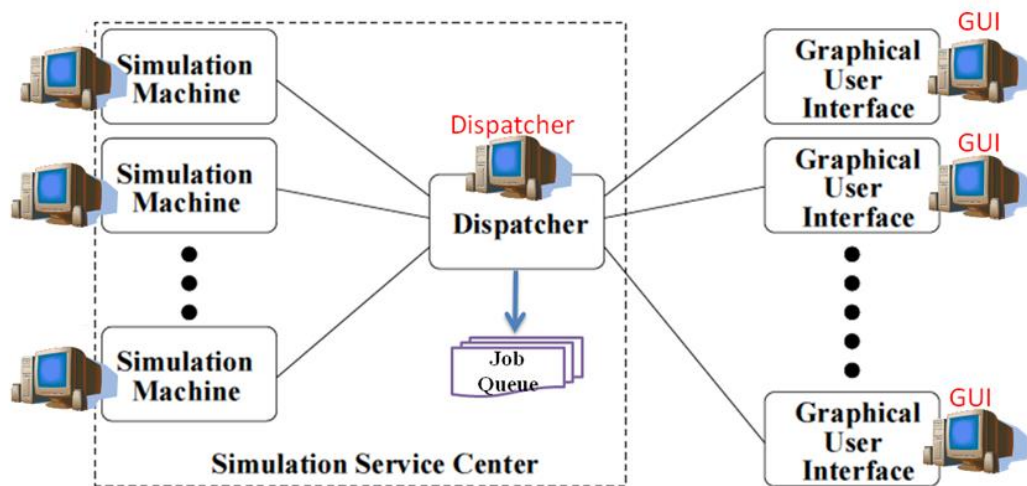 Simulation
Machine
Simulation
Machine
Simulation
Machine
Dispatcher
Dispatcher
Job
Queue
Simulation Service Center
GUI
Graphical
User
Interface
GUI
Graphical
User
Interface
GUI
Graphical
User
Interface